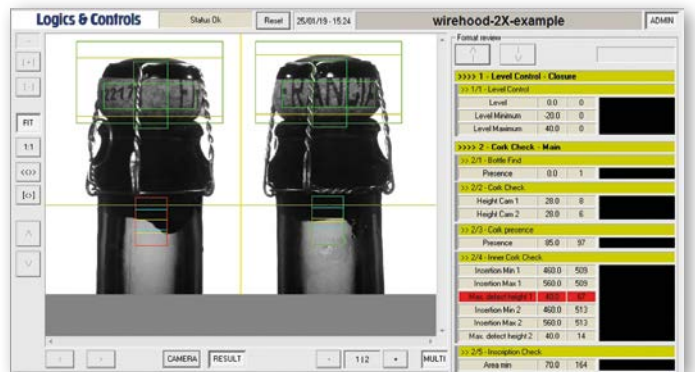 Logics & Controls
Status Ok
Reset
25/01/19 - 15:24
wirehood-2X-example
ADMIN
Format review
FIT
1:1
>>>> 1 - Level Control - Closure
>> 1/1 - Level Control
Level 0.0 0
Level Minimum -20.0 0
Level Maximum 40.0 0
>>>> 2 - Cork Check - Main
>> 2/1 - Bottle Find
Presence 0.0 1
>> 2/2 - Cork Check
Height Cam 1 28.0 8
Height Cam 2 28.0 6
>> 2/3 - Cork presence
Presence 85.0 97
>> 2/4 - Inner Cork Check
Insertion Min 1 460.0 509
Insertion Max 1 560.0 509
Max. defect height 1 40.0 67
Insertion Min 2 460.0 513
Insertion Max 2 560.0 513
Max. defect height 2 40.0 14
>> 2/5 - Inscription Check
Area min 70.0 164
CAMERA
RESULT
1|2
MULTI